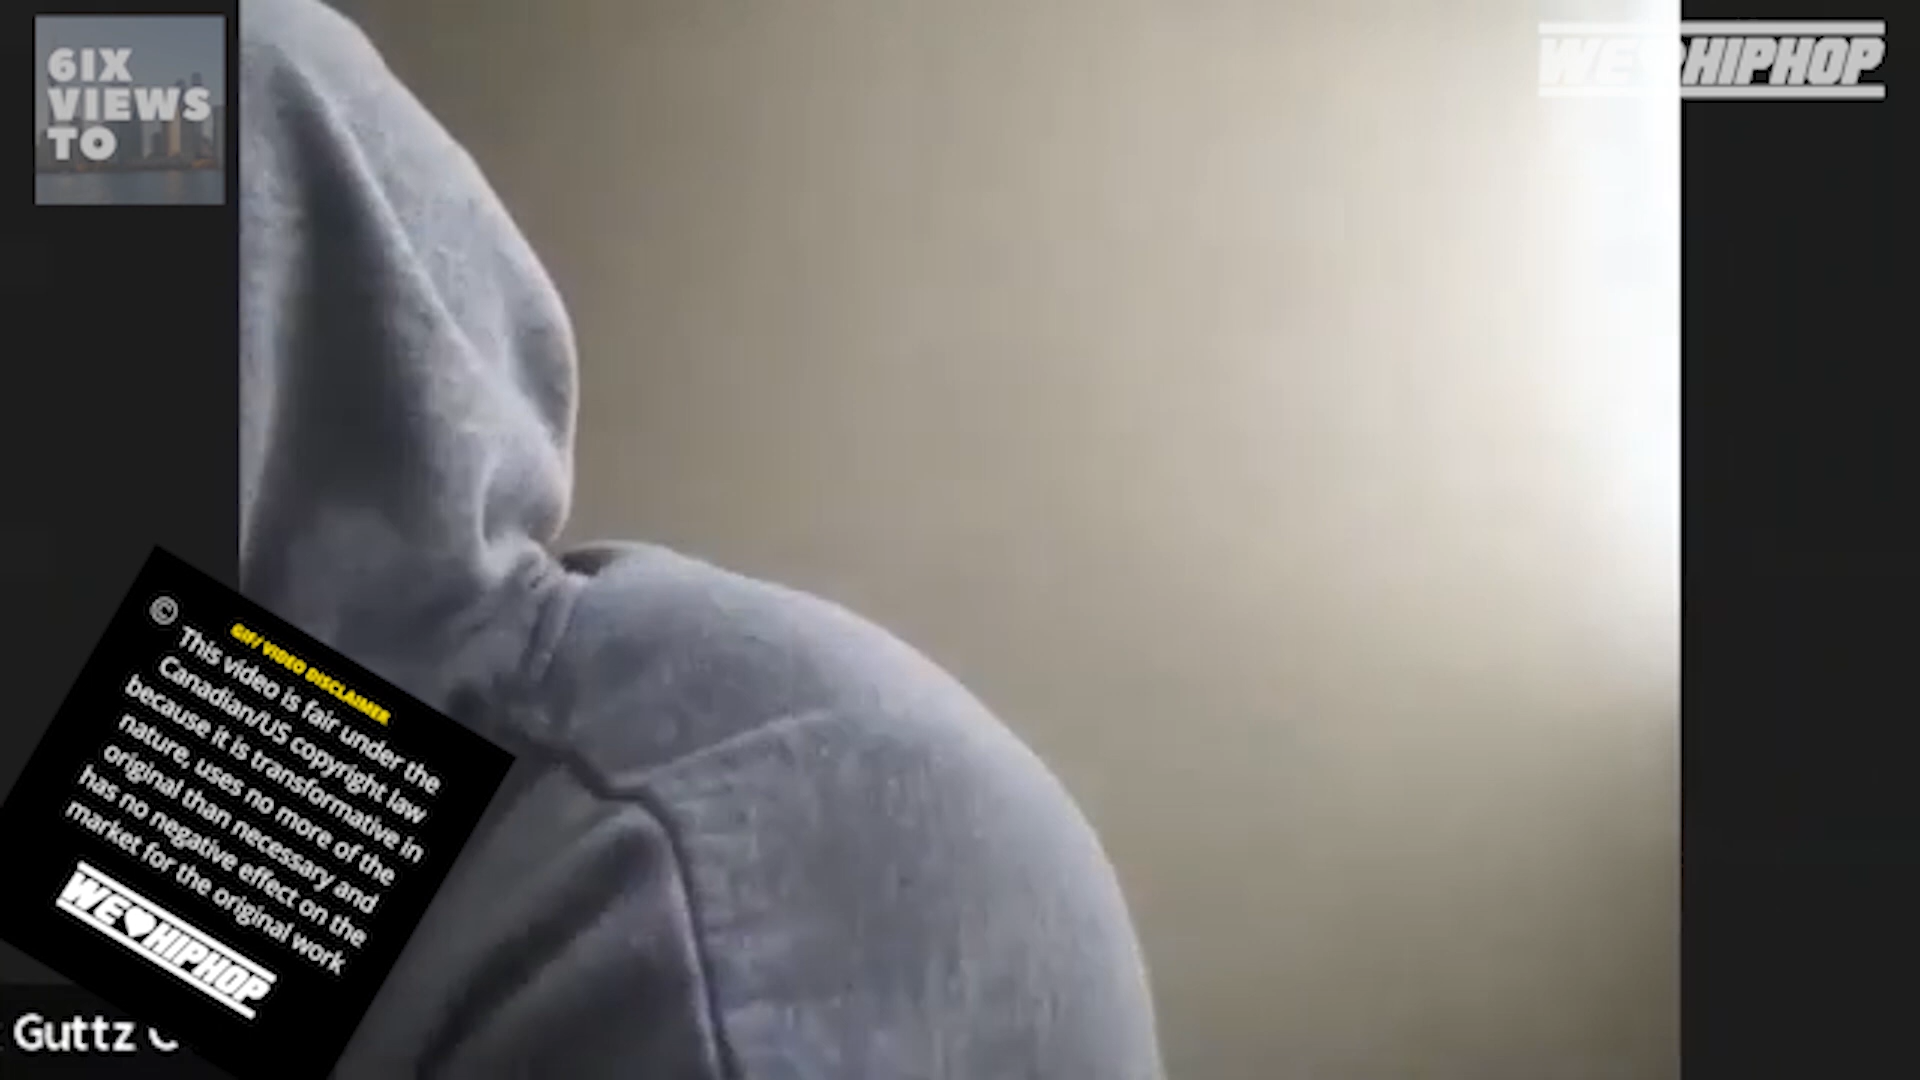 6IX
VIEWS
TO
WE HIPHOP
©
GIF/ VIDEO DISCLAIMER
This video is fair under the
Canadian/US copyright law
because it is transformative in
nature, uses no more of the
original than necessary and
has no negative effect on the
market for the original work
WE HIPHOP
Guttz